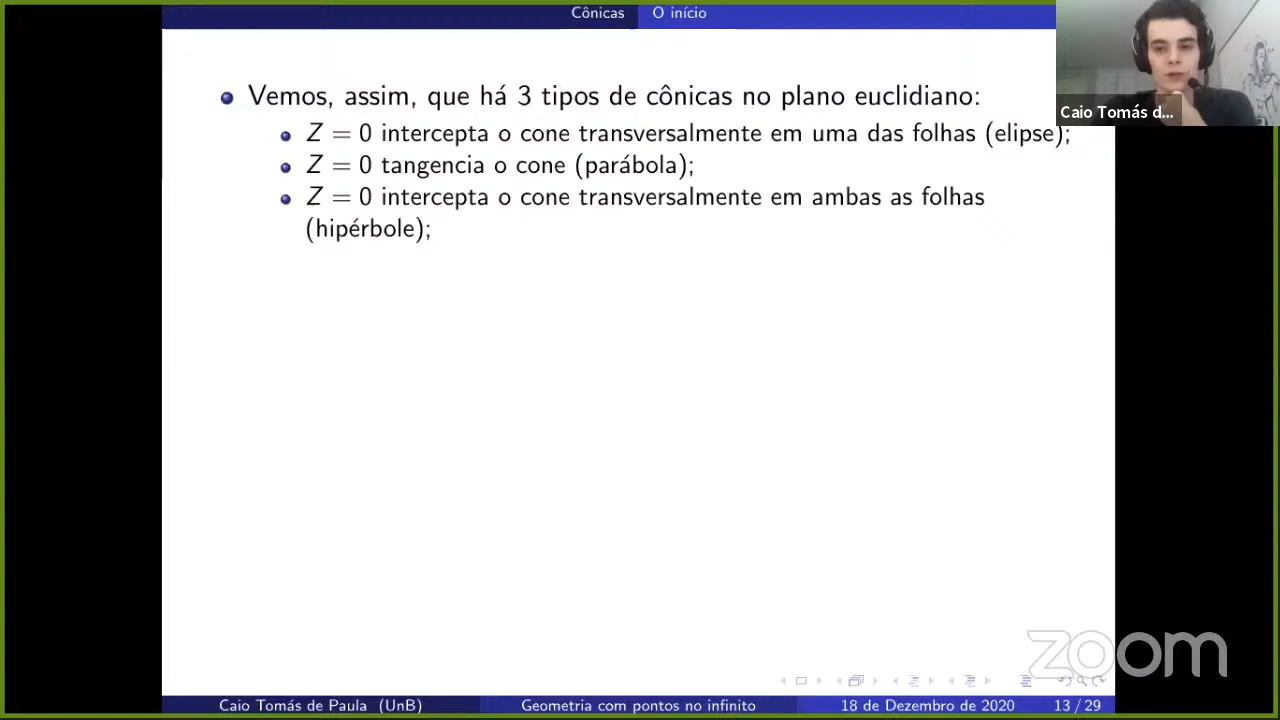 Cônicas O início
Caio Tomás d...
Vemos, assim, que há 3 tipos de cônicas no plano euclidiano:
Z = 0 intercepta o cone transversalmente em uma das folhas (elipse);
Z = 0 tangencia o cone (parábola);
Z = 0 intercepta o cone transversalmente em ambas as folhas
(hipérbole);
zoom
Caio Tomás de Paula (UnB) Geometria com pontos no infinito 18 de Dezembro de 2020 13 / 29